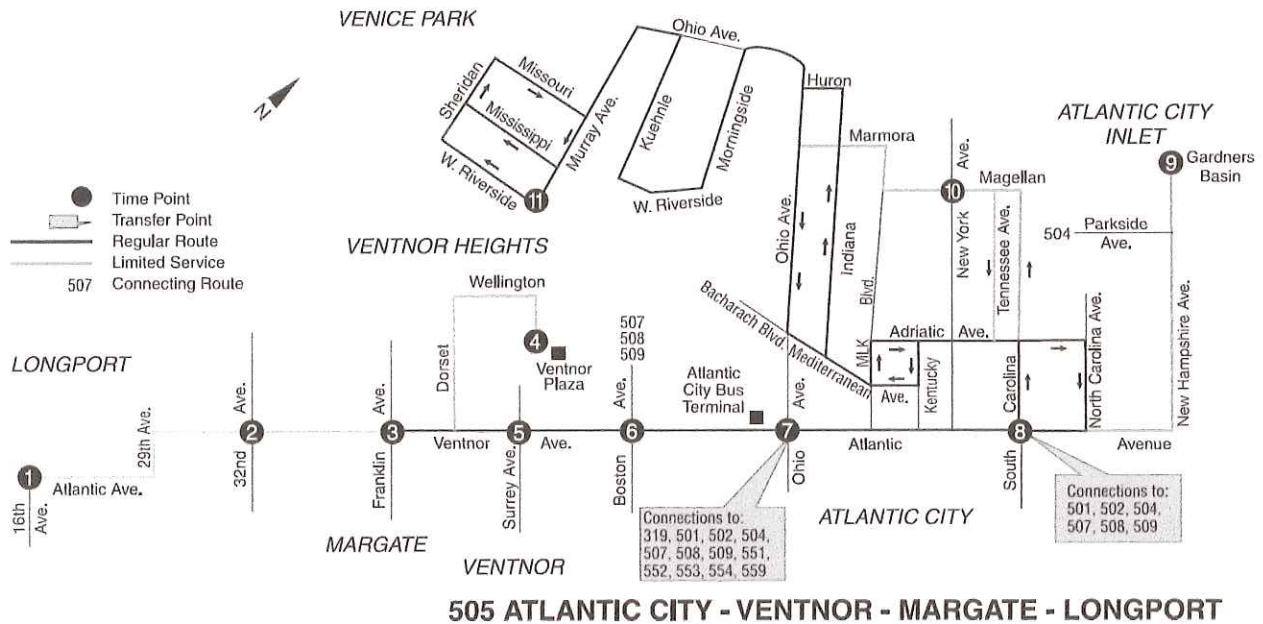 VENICE PARK
Ohio Ave.
Missouri
Sheridan
Mississippi
W. Riverside
Murray Ave.
11
Kuehnle
Morningside
W. Riverside
Huron
Marmora
Ohio Ave.
Indiana
ATLANTIC CITY
INLET
9
Gardners
Basin
Ave.
10
Magellan
New York
Tennessee Ave.
504
Parkside
Ave.
N
Time Point
Transfer Point
Regular Route
Limited Service
507
Connecting Route
VENTNOR HEIGHTS
Wellington
Dorset
4
Ventnor
Plaza
507
508
509
Bacharach Blvd.
Mediterranean
Ave.
Blvd.
MLK
Adriatic
Ave.
Kentucky
Carolina
North Carolina Ave.
New Hampshire Ave.
LONGPORT
Atlantic
City Bus
Terminal
29th Ave.
Ave.
Ave.
Ave.
1
2
3
Ventnor
5
Ave.
6
7
Atlantic
8
Avenue
Atlantic Ave.
16th
Ave.
32nd
Franklin
Surrey Ave.
Boston
Ohio
South
MARGATE
VENTNOR
ATLANTIC CITY
Connections to:
319, 501, 502, 504,
507, 508, 509, 551,
552, 553, 554, 559
Connections to:
501, 502, 504,
507, 508, 509
505 ATLANTIC CITY - VENTNOR - MARGATE - LONGPORT